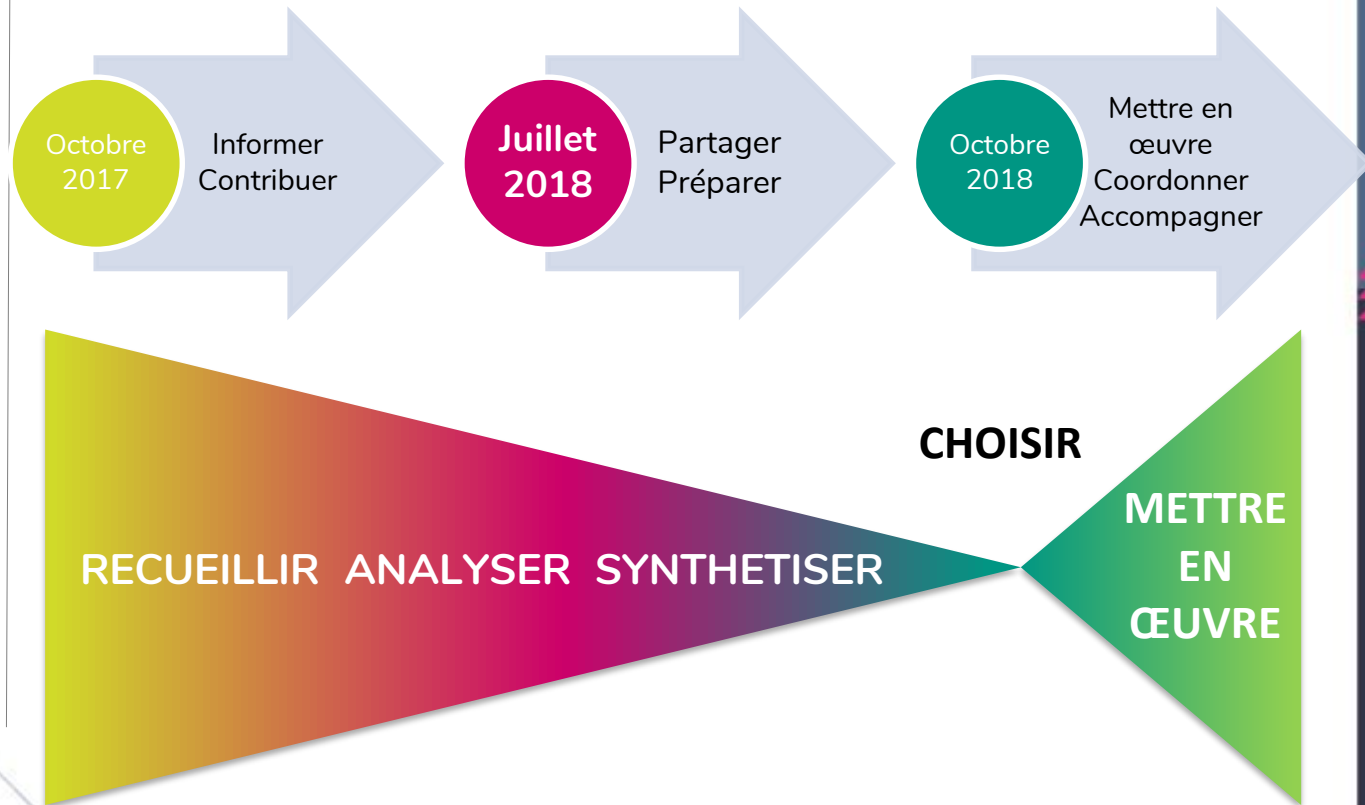 Octobre
2017
Informer
Contribuer
Juillet
2018
Partager
Préparer
Octobre
2018
Mettre en
œuvre
Coordonner
Accompagner
CHOISIR
RECUEILLIR ANALYSER SYNTHETISER
METTRE
EN
ŒUVRE